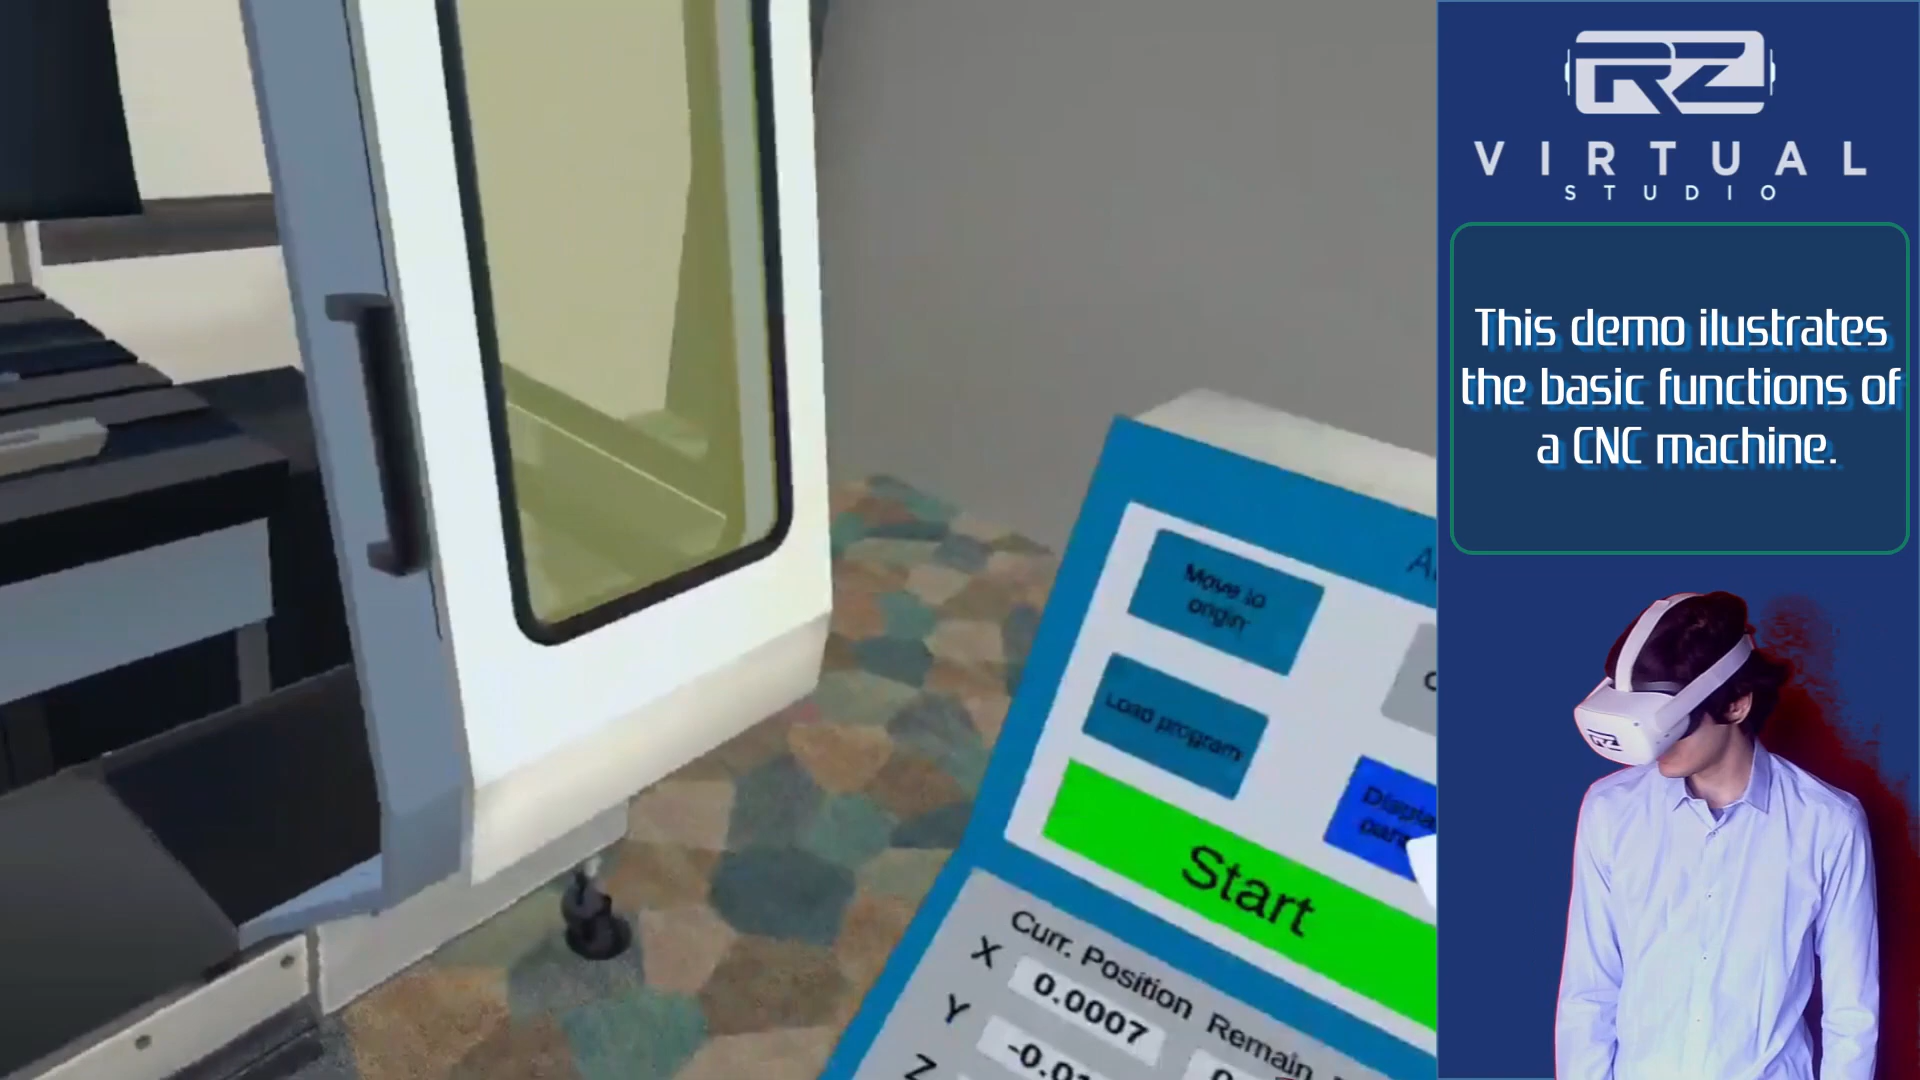 RZ
VIRTUAL
STUDIO
This demo ilustrates
the basic functions of
a CNC machine.
RZ
Move to
origin
Load program
Start
Curr. Position
Remain.
X
0.0007
Y
Z